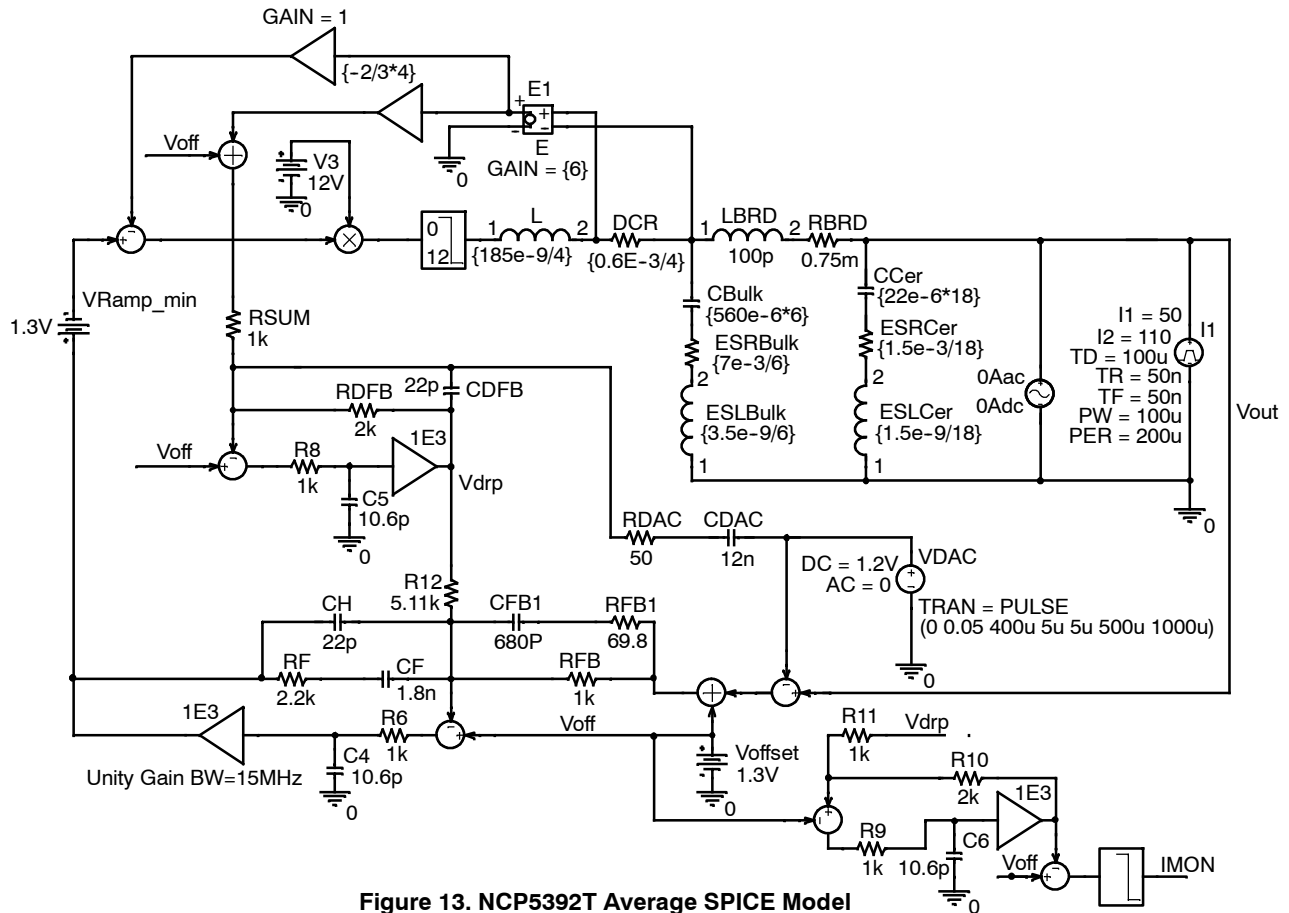 GAIN = 1
{-2/3*4}
E1
+
-
+
-
E
GAIN = {6}
0
Voff
+
V3
12V
0
+
-
×
0
12
1
L
2
{185e-9/4}
DCR
{0.6E-3/4}
1
LBRD
2
100p
RBRD
0.75m
CBulk
{560e-6*6}
ESRBulk
{7e-3/6}
2
ESLBulk
{3.5e-9/6}
1
CCer
{22e-6*18}
ESRCer
{1.5e-3/18}
2
ESLCer
{1.5e-9/18}
1
0Aac
0Adc
I1 = 50
I2 = 110
TD = 100u
TR = 50n
TF = 50n
PW = 100u
PER = 200u
I1
Vout
0
VRamp_min
1.3V
RSUM
1k
22p
CDFB
RDFB
2k
Voff
+
-
R8
1k
1E3
Vdrp
C5
10.6p
0
RDAC
50
CDAC
12n
DC = 1.2V
AC = 0
VDAC
+
-
TRAN = PULSE
(0 0.05 400u 5u 5u 500u 1000u)
0
R12
5.11k
CH
22p
CFB1
680P
RFB1
69.8
RF
2.2k
CF
1.8n
RFB
1k
+
-
+
1E3
R6
1k
-
+
Voff
C4
10.6p
0
Unity Gain BW=15MHz
Voffset
1.3V
0
R11
1k
Vdrp
R10
2k
+
-
R9
1k
1E3
C6
10.6p
0
Voff
+
-
IMON
Figure 13. NCP5392T Average SPICE Model